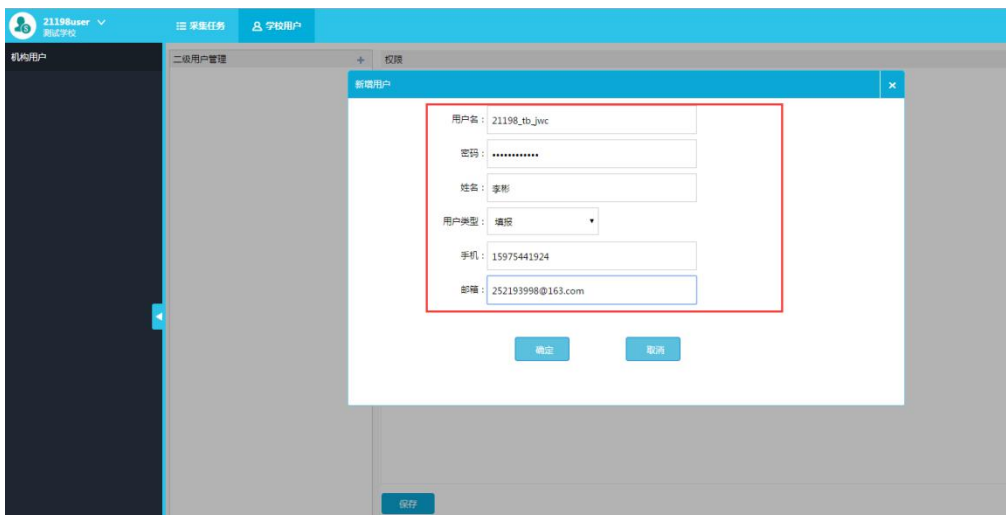 21198user
测试学校
采集任务
学校用户
机构用户
二级用户管理
权限
新增用户
用户名：21198_tb_jwc
密码：••••••••••••
姓名：李彬
用户类型：填报
手机：15975441924
邮箱：252193998@163.com
确定
取消
保存